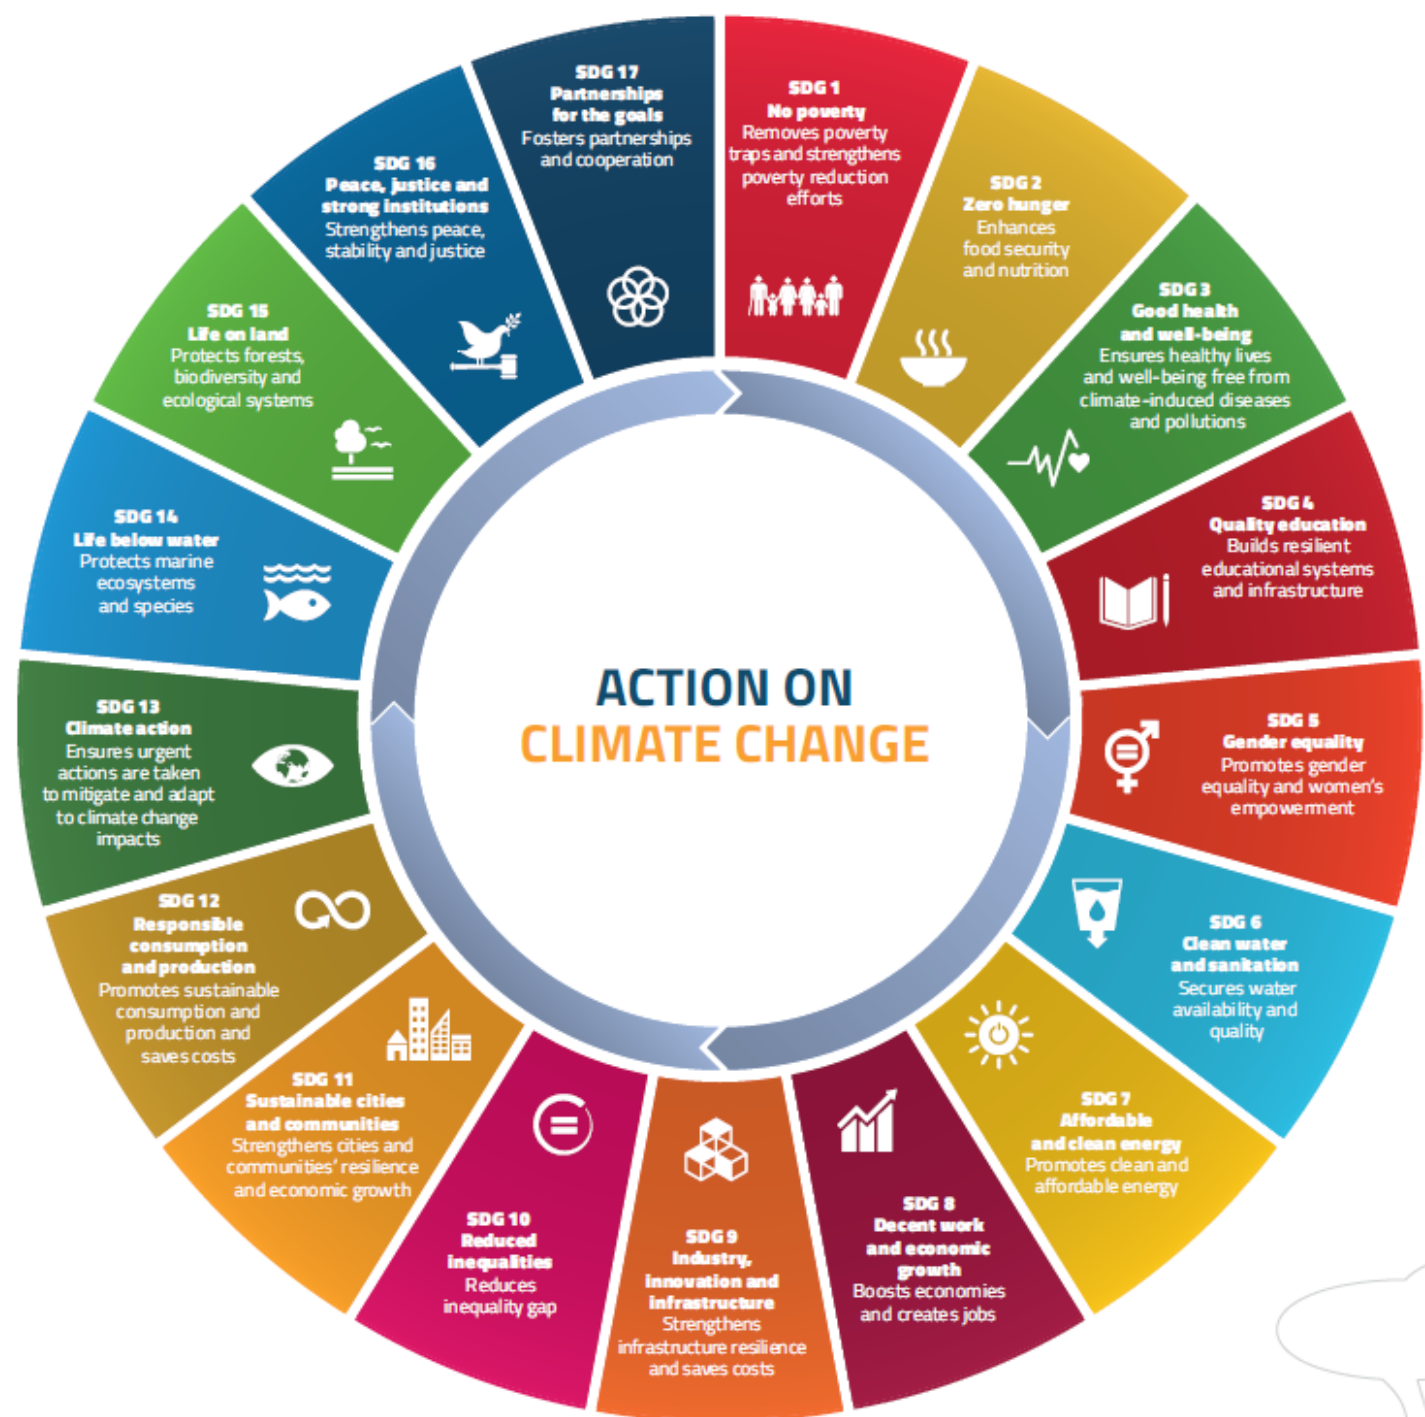 SDG 1
No poverty
Removes poverty
traps and strengthens
poverty reduction
efforts
SDG 2
Zero hunger
Enhances
food security
and nutrition
SDG 3
Good health
and well-being
Ensures healthy lives
and well-being free from
climate-induced diseases
and pollutions
SDG 4
Quality education
Builds resilient
educational systems
and infrastructure
SDG 5
Gender equality
Promotes gender
equality and women's
empowerment
SDG 6
Clean water
and sanitation
Secures water
availability and
quality
SDG 7
Affordable
and clean energy
Promotes clean and
affordable energy
SDG 8
Decent work
and economic
growth
Boosts economies
and creates jobs
SDG 9
Industry,
innovation and
infrastructure
Strengthens
infrastructure resilience
and saves costs
SDG 10
Reduced
inequalities
Reduces
inequality gap
SDG 11
Sustainable cities
and communities
Strengthens cities and
communities' resilience
and economic growth
SDG 12
Responsible
consumption
and production
Promotes sustainable
consumption and
production and
saves costs
SDG 13
Climate action
Ensures urgent
actions are taken
to mitigate and adapt
to climate change
impacts
SDG 14
Life below water
Protects marine
ecosystems
and species
SDG 15
Life on land
Protects forests,
biodiversity and
ecological systems
SDG 16
Peace, justice and
strong institutions
Strengthens peace,
stability and justice
SDG 17
Partnerships
for the goals
Fosters partnerships
and cooperation
ACTION ON
CLIMATE CHANGE